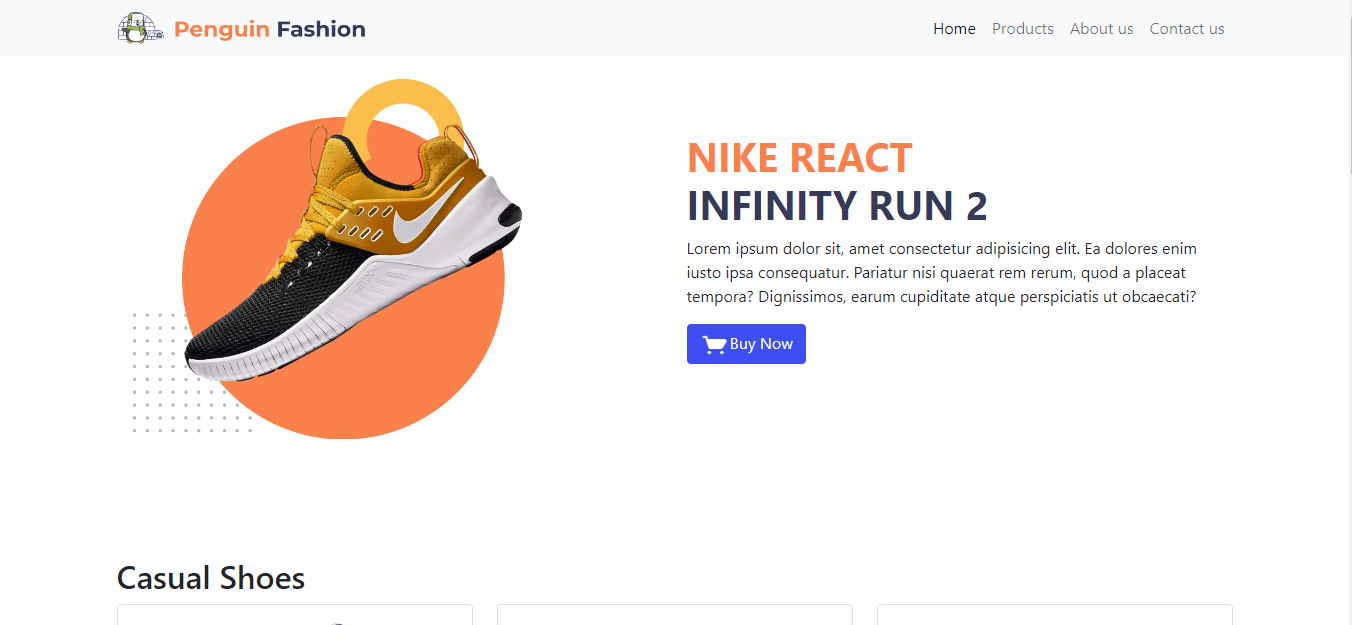 Penguin Fashion
Home Products About us Contact us
NIKE REACT
INFINITY RUN 2
Lorem ipsum dolor sit, amet consectetur adipisicing elit. Ea dolores enim
iusto ipsa consequatur. Pariatur nisi quaerat rem rerum, quod a placeat
tempora? Dignissimos, earum cupiditate atque perspiciatis ut obcaecati?
Buy Now
Casual Shoes